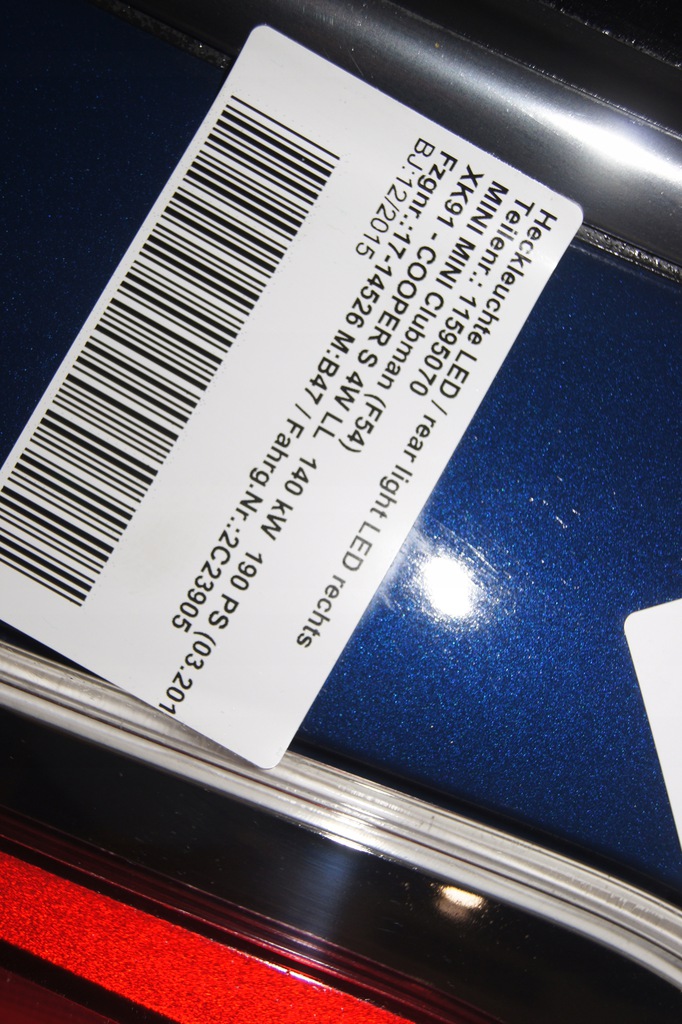 Heckleuchte LED / rear light LED rechts
Teilenr.: 11595070
MINI MINI Clubman (F54)
XK91 - COOPER S 4W LL 140 kW 190 PS (03.201
Fzgnr.:17-14526 M:B47 / Fahrg.Nr.:2C23905
BJ:12/2015